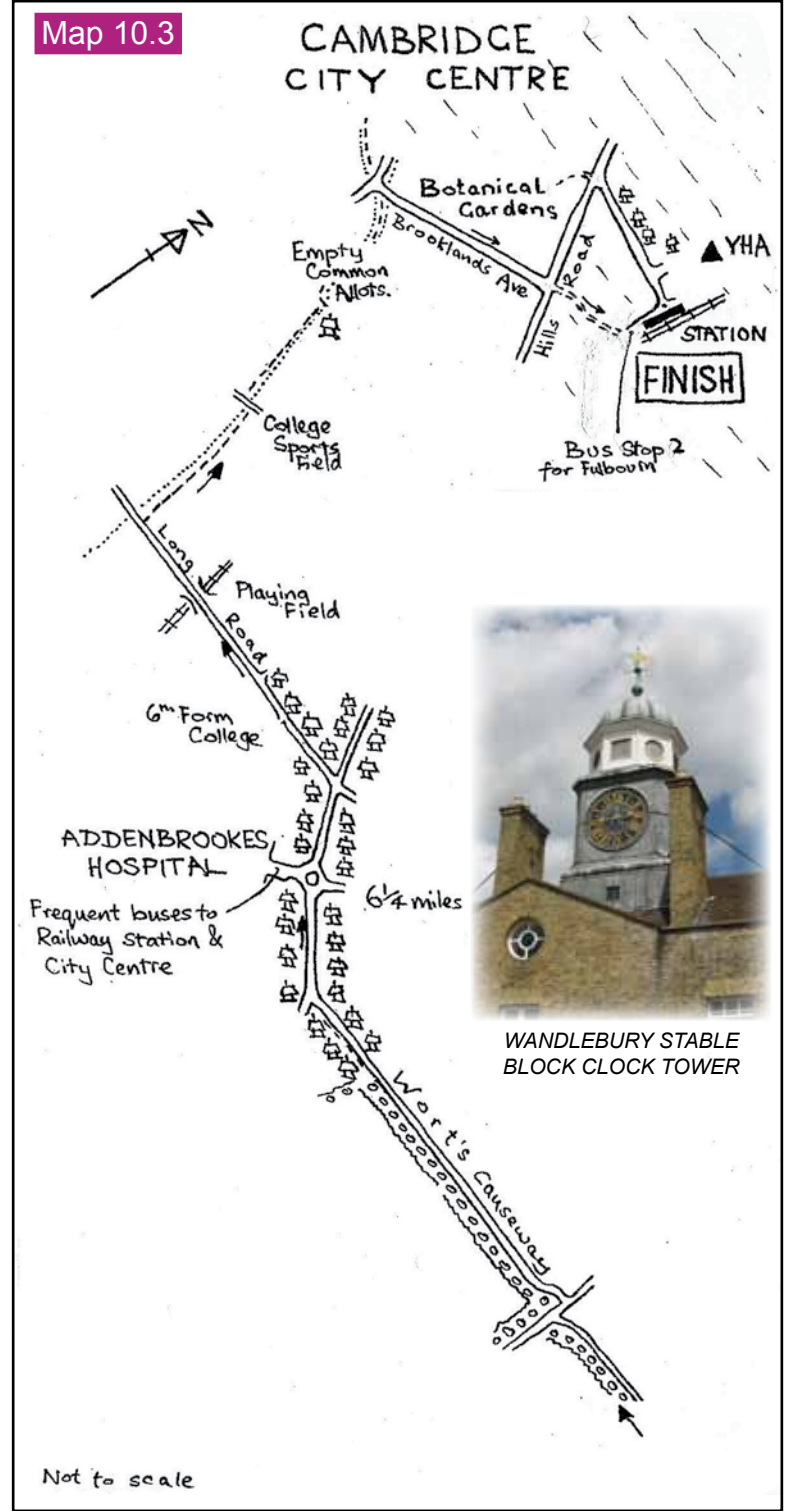 Map 10.3
CAMBRIDGE
CITY CENTRE
N
Botanical
Gardens
Brooklands Ave
Hills Road
YHA
STATION
FINISH
Bus Stop 2
for Fulbourn
Empty
Common
Allots.
College
Sports
Field
Long Road
Playing
Field
6th Form
College
ADDENBROOKES
HOSPITAL
6 1/4 miles
Frequent buses to
Railway Station &
City Centre
WANDLEBURY STABLE
BLOCK CLOCK TOWER
Wort's Causeway
Not to scale